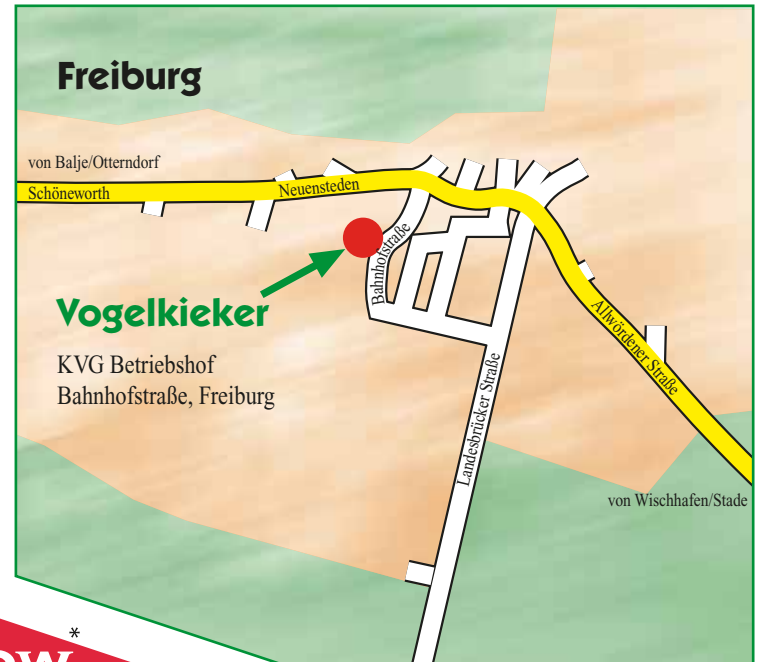 Freiburg
von Balje/Otterndorf
Schöneworth
Neuensteden
Bahnhofstraße
Vogelkieker
KVG Betriebshof
Bahnhofstraße, Freiburg
Allwördener Straße
Landesbrücker Straße
von Wischhafen/Stade
*